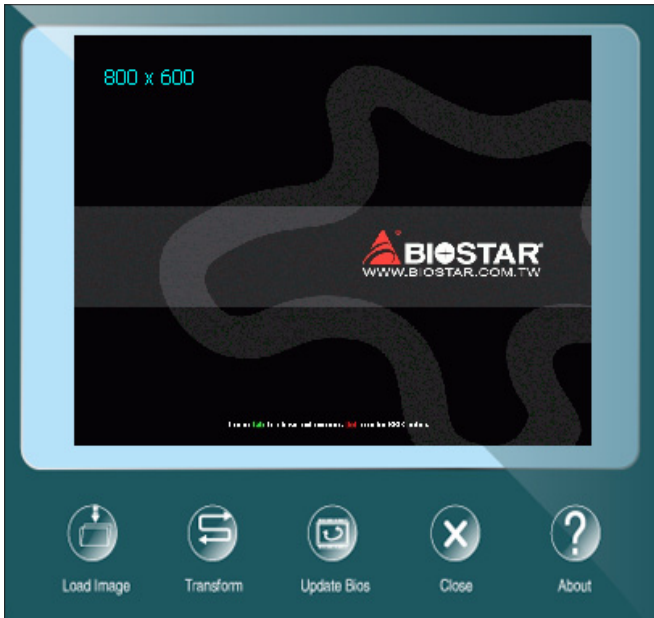 800 x 600
BIOSTAR
WWW.BIOSTAR.COM.TW
Load Image
Transform
Update Bios
Close
About